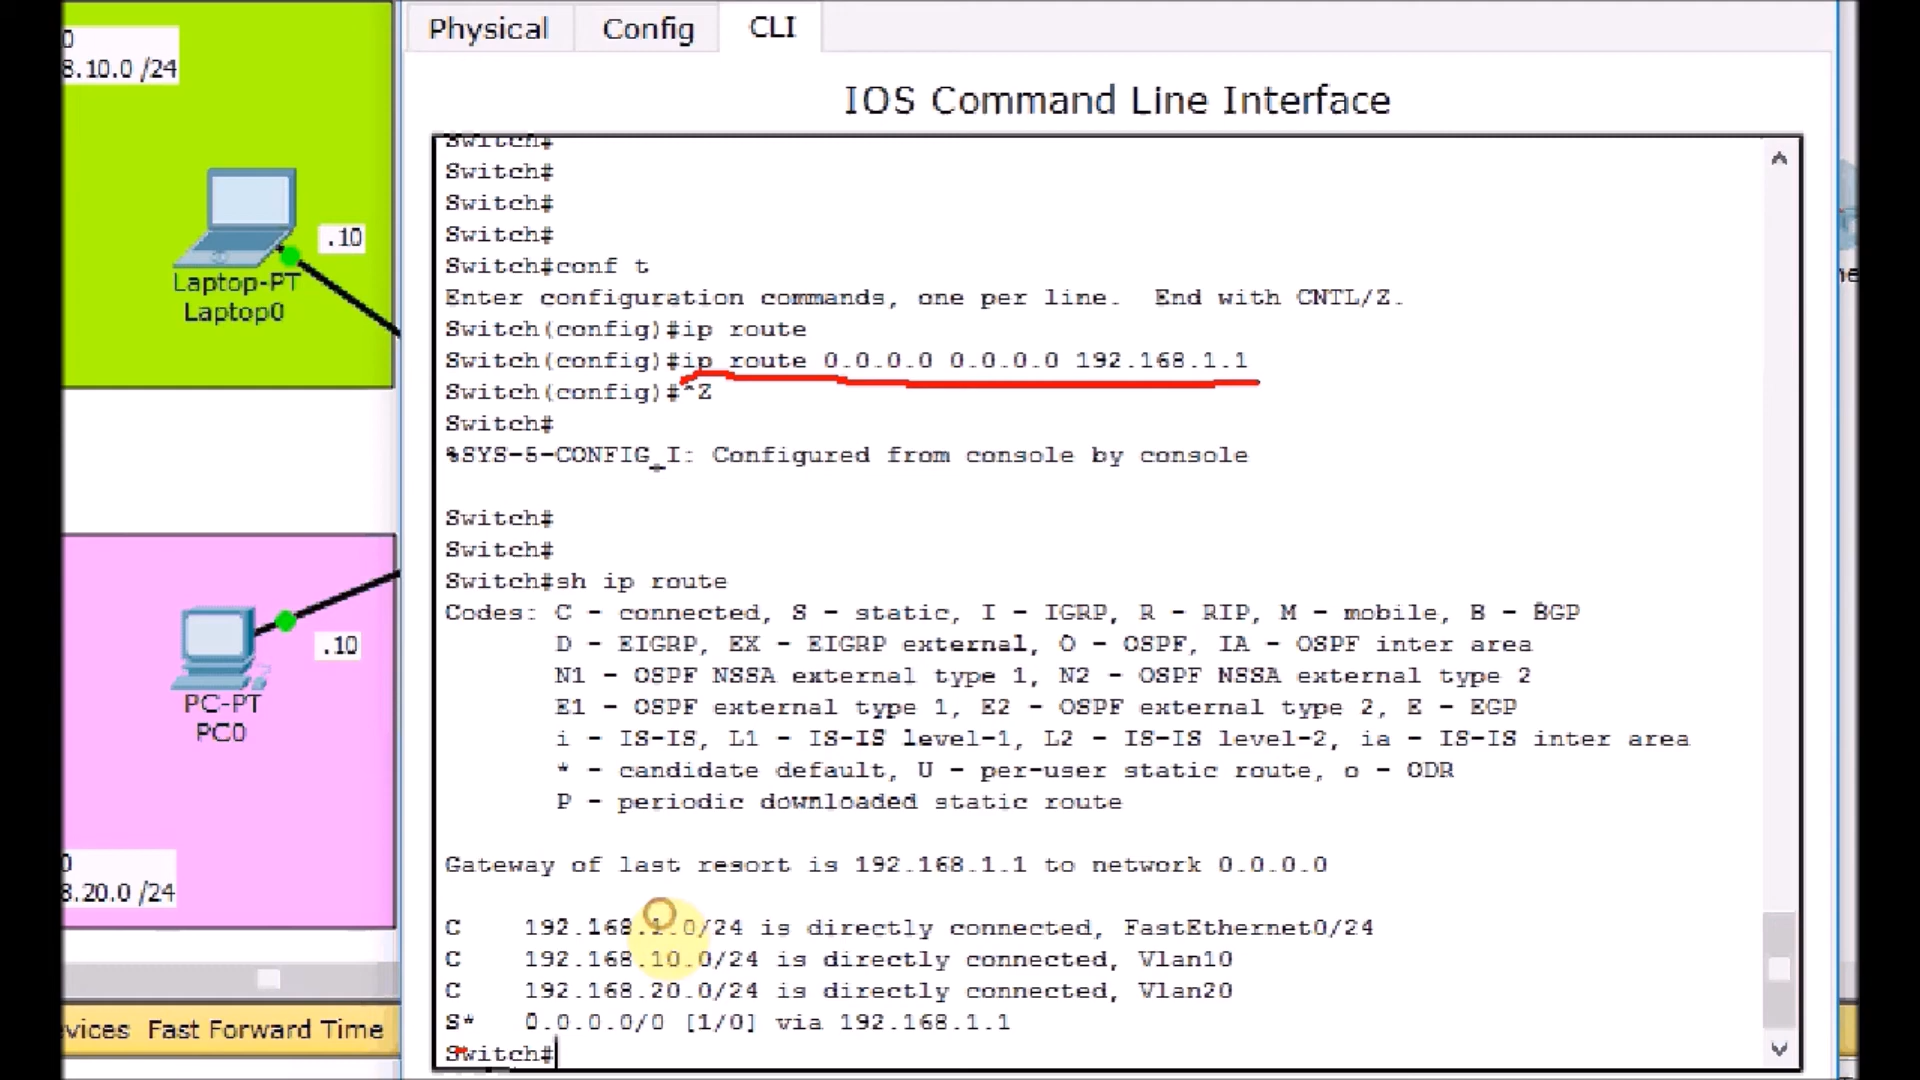 Physical
Config
CLI
IOS Command Line Interface
0
8.10.0 /24
.10
Laptop-PT
Laptop0
.10
PC-PT
PC0
0
8.20.0 /24
evices Fast Forward Time
Switch#
Switch#
Switch#
Switch#
Switch#conf t
Enter configuration commands, one per line.  End with CNTL/Z.
Switch(config)#ip route
Switch(config)#ip route 0.0.0.0 0.0.0.0 192.168.1.1
Switch(config)#^Z
Switch#
%SYS-5-CONFIG_I: Configured from console by console
Switch#
Switch#
Switch#sh ip route
Codes: C - connected, S - static, I - IGRP, R - RIP, M - mobile, B - BGP
D - EIGRP, EX - EIGRP external, O - OSPF, IA - OSPF inter area
N1 - OSPF NSSA external type 1, N2 - OSPF NSSA external type 2
E1 - OSPF external type 1, E2 - OSPF external type 2, E - EGP
i - IS-IS, L1 - IS-IS level-1, L2 - IS-IS level-2, ia - IS-IS inter area
* - candidate default, U - per-user static route, o - ODR
P - periodic downloaded static route
Gateway of last resort is 192.168.1.1 to network 0.0.0.0
C    192.168.1.0/24 is directly connected, FastEthernet0/24
C    192.168.10.0/24 is directly connected, Vlan10
C    192.168.20.0/24 is directly connected, Vlan20
S*   0.0.0.0/0 [1/0] via 192.168.1.1
Switch#